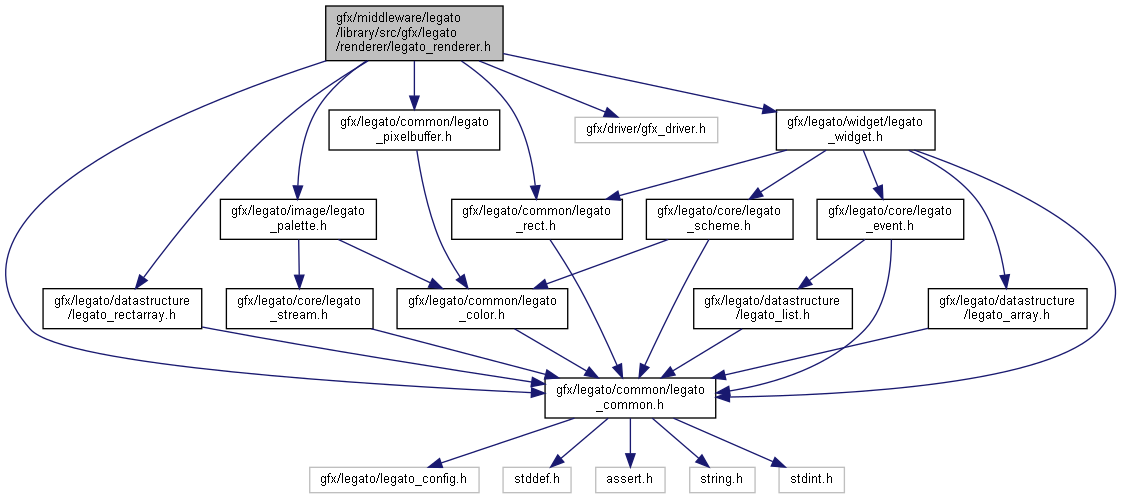 gfx/middleware/legato
/library/src/gfx/legato
/renderer/legato_renderer.h
gfx/legato/common/legato
_pixelbuffer.h
gfx/driver/gfx_driver.h
gfx/legato/widget/legato
_widget.h
gfx/legato/image/legato
_palette.h
gfx/legato/common/legato
_rect.h
gfx/legato/core/legato
_scheme.h
gfx/legato/core/legato
_event.h
gfx/legato/datastructure
/legato_rectarray.h
gfx/legato/core/legato
_stream.h
gfx/legato/common/legato
_color.h
gfx/legato/datastructure
/legato_list.h
gfx/legato/datastructure
/legato_array.h
gfx/legato/common/legato
_common.h
gfx/legato/legato_config.h
stddef.h
assert.h
string.h
stdint.h